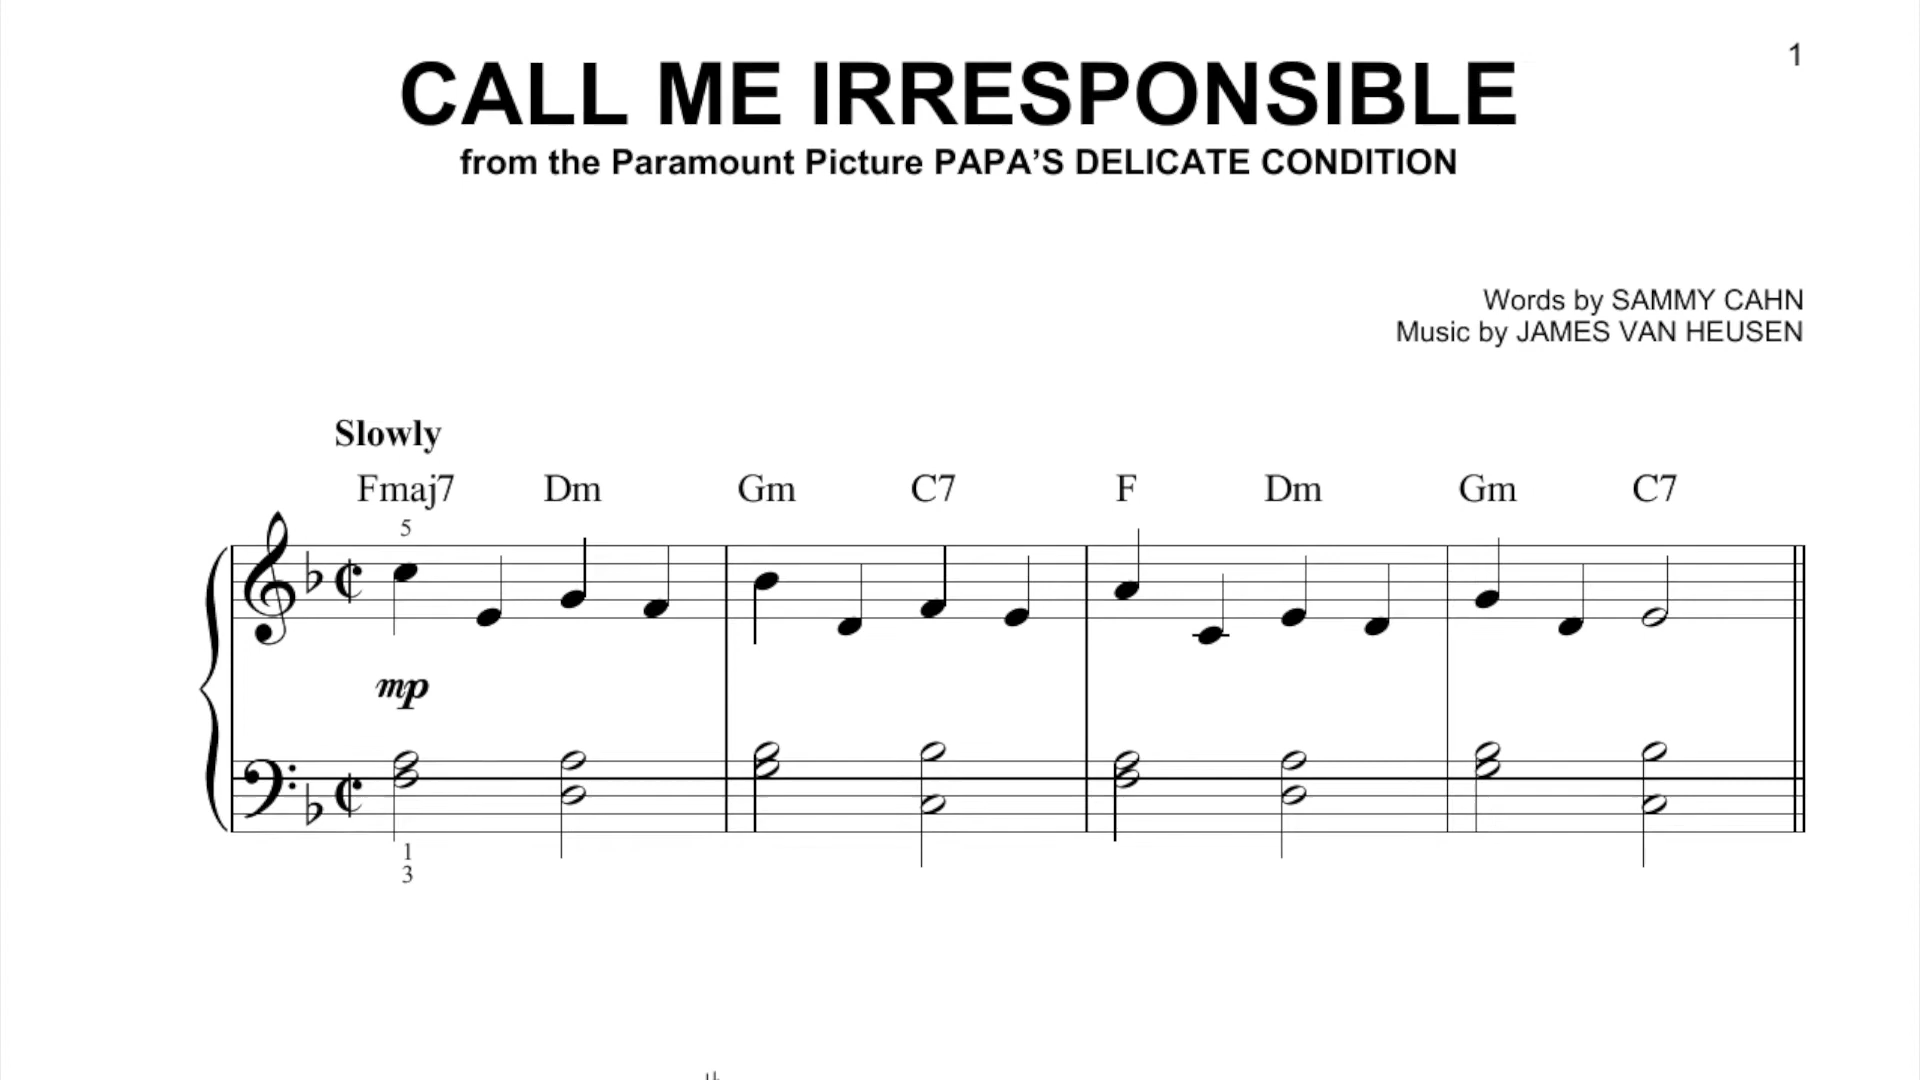 1
CALL ME IRRESPONSIBLE
from the Paramount Picture PAPA’S DELICATE CONDITION
Words by SAMMY CAHN
Music by JAMES VAN HEUSEN
Slowly
Fmaj7 Dm Gm C7 F Dm Gm C7
5
mp
1
3